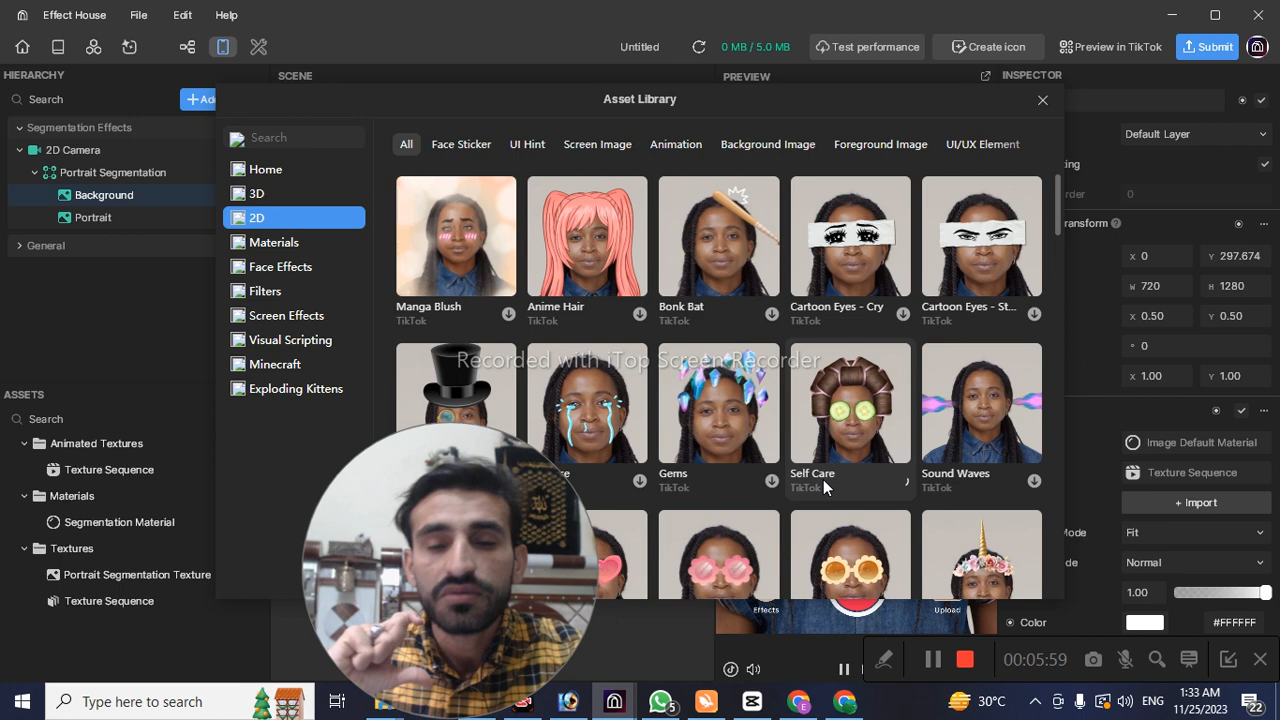 Effect House File Edit Help
Untitled 0 MB / 5.0 MB Test performance Create icon Preview in TikTok Submit
HIERARCHY SCENE PREVIEW INSPECTOR
Search
Segmentation Effects
2D Camera
Portrait Segmentation
Background
Portrait
General
ASSETS
Search
Animated Textures
Texture Sequence
Materials
Segmentation Material
Textures
Portrait Segmentation Texture
Texture Sequence
Asset Library
Search
Home
3D
2D
Materials
Face Effects
Filters
Screen Effects
Visual Scripting
Minecraft
Exploding Kittens
All Face Sticker UI Hint Screen Image Animation Background Image Foreground Image UI/UX Element
Manga Blush Anime Hair Bonk Bat Cartoon Eyes - Cry Cartoon Eyes - St...
TikTok TikTok TikTok TikTok TikTok
Recorded with iTop Screen Recorder
Gems Self Care Sound Waves
TikTok TikTok TikTok
Default Layer
0
X 0 Y 297.674
W 720 H 1280
X 0.50 Y 0.50
0
X 1.00 Y 1.00
Image Default Material
Texture Sequence
+ Import
Fit
Normal
1.00
Color #FFFFFF
Effects Upload
00:05:59
Type here to search
5
30°C
ENG
1:33 AM
11/25/2023
22